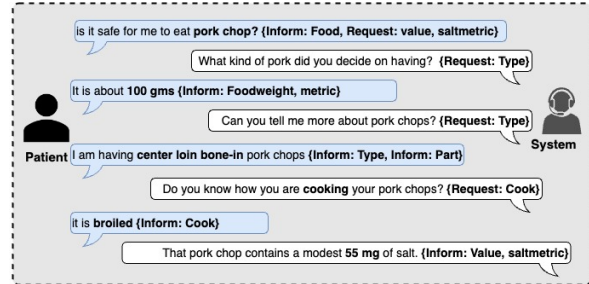 is it safe for me to eat pork chop? {Inform: Food, Request: value, saltmetric}
What kind of pork did you decide on having? {Request: Type}
It is about 100 gms {Inform: Foodweight, metric}
Can you tell me more about pork chops? {Request: Type}
Patient
System
I am having center loin bone-in pork chops {Inform: Type, Inform: Part}
Do you know how you are cooking your pork chops? {Request: Cook}
it is broiled {Inform: Cook}
That pork chop contains a modest 55 mg of salt. {Inform: Value, saltmetric}